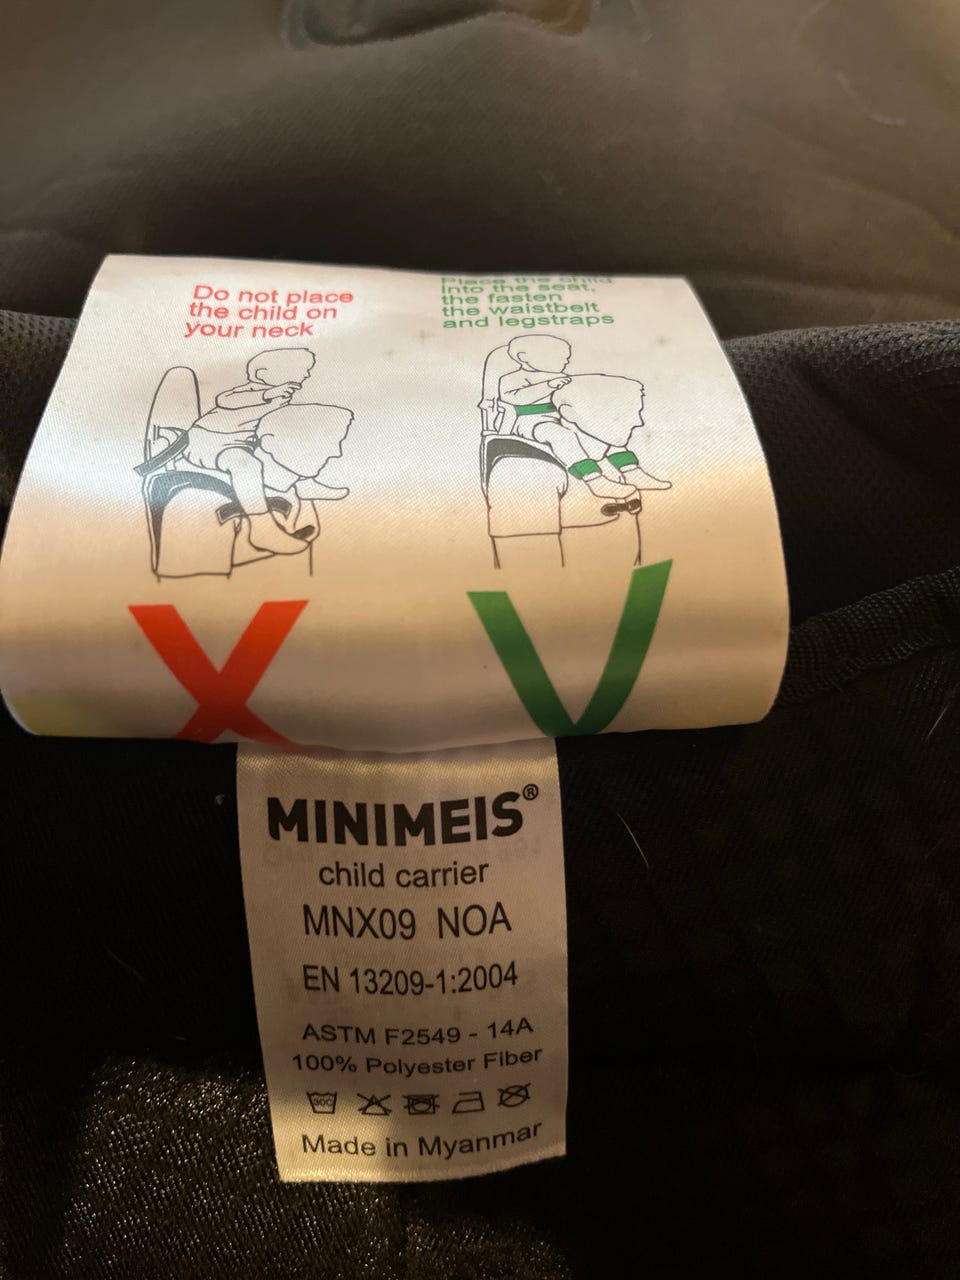 Do not place
the child on
your neck
Place the child
Into the seat,
the fasten
the waistbelt
and legstraps
X
V
MINIMEIS®
child carrier
MNX09 NOA
EN 13209-1:2004
ASTM F2549 - 14A
100% Polyester Fiber
30C
Made in Myanmar